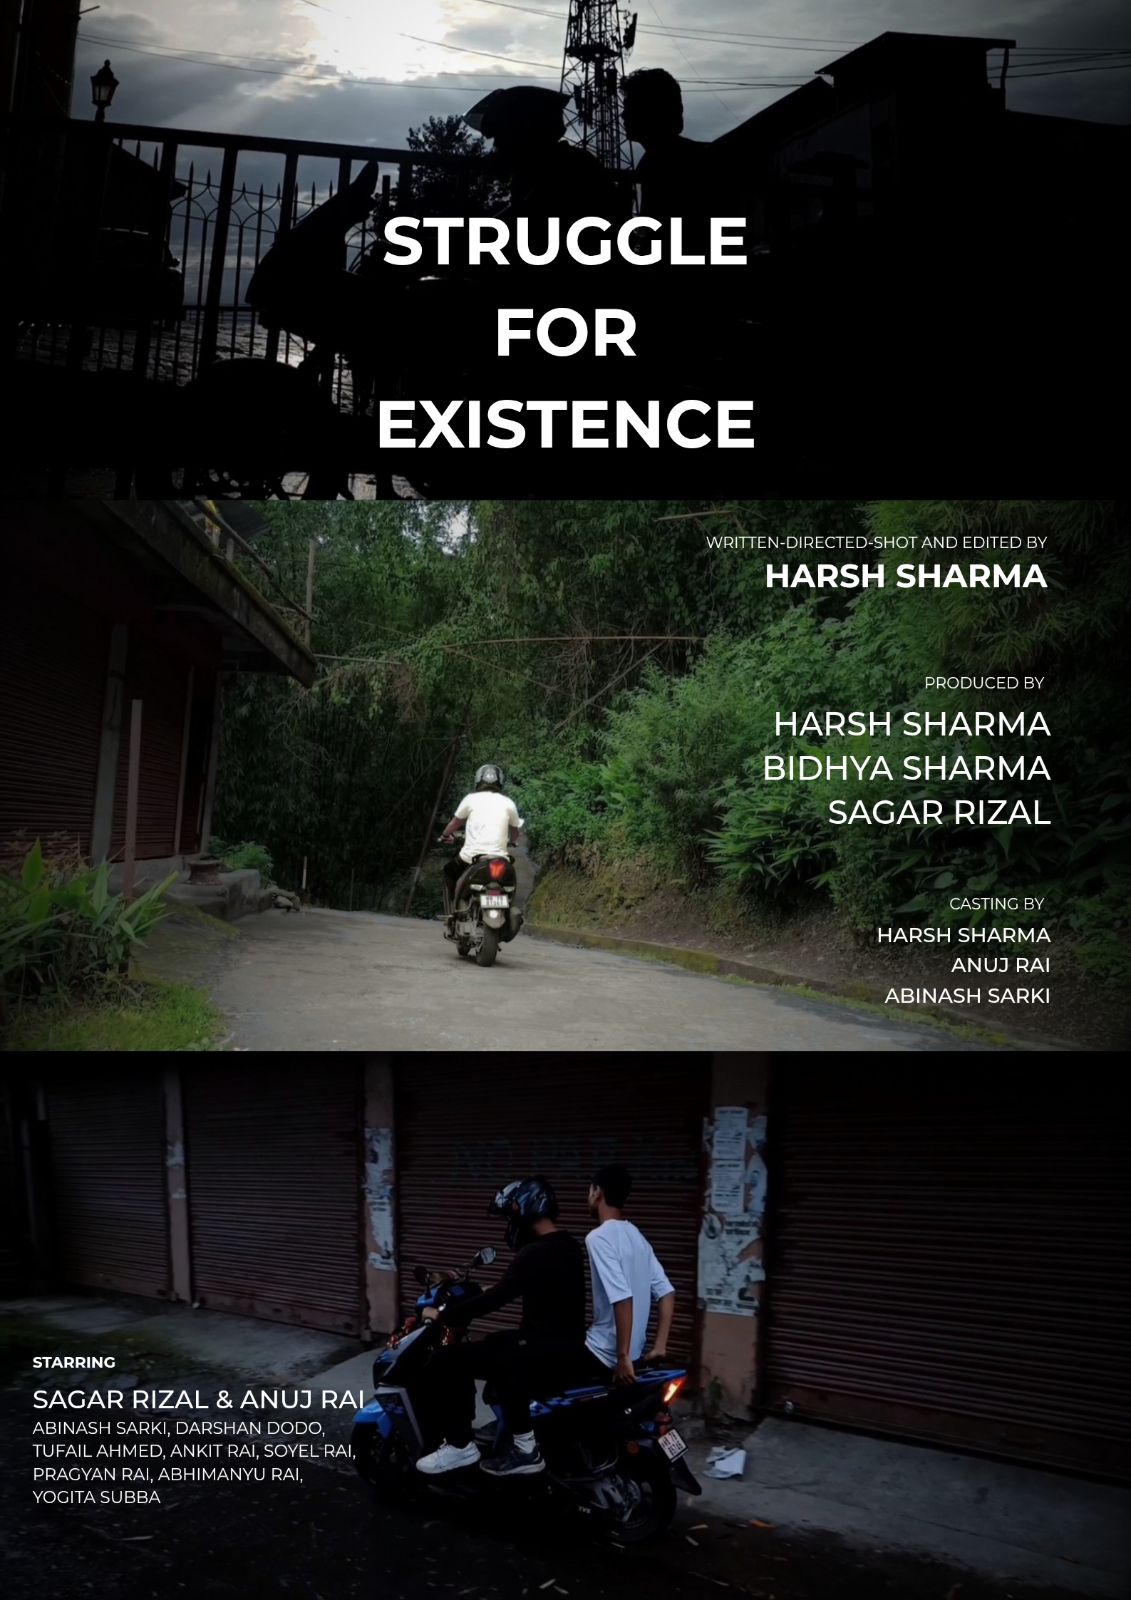 STRUGGLE
FOR
EXISTENCE
WRITTEN-DIRECTED-SHOT AND EDITED BY
HARSH SHARMA
PRODUCED BY
HARSH SHARMA
BIDHYA SHARMA
SAGAR RIZAL
CASTING BY
HARSH SHARMA
ANUJ RAI
ABINASH SARKI
STARRING
SAGAR RIZAL & ANUJ RAI
ABINASH SARKI, DARSHAN DODO,
TUFAIL AHMED, ANKIT RAI, SOYEL RAI,
PRAGYAN RAI, ABHIMANYU RAI,
YOGITA SUBBA